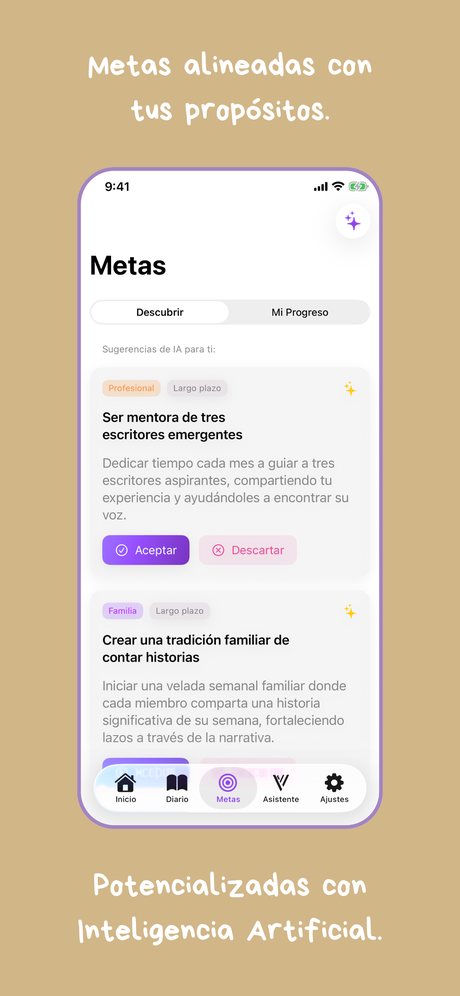 Metas alineadas con
tus propósitos.
9:41
Metas
Descubrir
Mi Progreso
Sugerencias de IA para ti:
Profesional
Largo plazo
Ser mentora de tres
escritores emergentes
Dedicar tiempo cada mes a guiar a tres
escritores aspirantes, compartiendo tu
experiencia y ayudándoles a encontrar su
voz.
Aceptar
Descartar
Familia
Largo plazo
Crear una tradición familiar de
contar historias
Iniciar una velada semanal familiar donde
cada miembro comparta una historia
significativa de su semana, fortaleciendo
lazos a través de la narrativa.
Inicio
Diario
Metas
Asistente
Ajustes
Potencializadas con
Inteligencia Artificial.